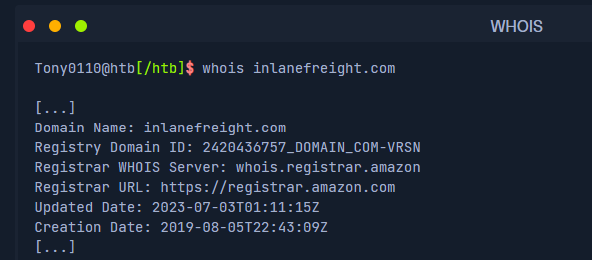 WHOIS
Tony0110@htb[/htb]$ whois inlanefreight.com
[...]
Domain Name: inlanefreight.com
Registry Domain ID: 2420436757_DOMAIN_COM-VRSN
Registrar WHOIS Server: whois.registrar.amazon
Registrar URL: https://registrar.amazon.com
Updated Date: 2023-07-03T01:11:15Z
Creation Date: 2019-08-05T22:43:09Z
[...]